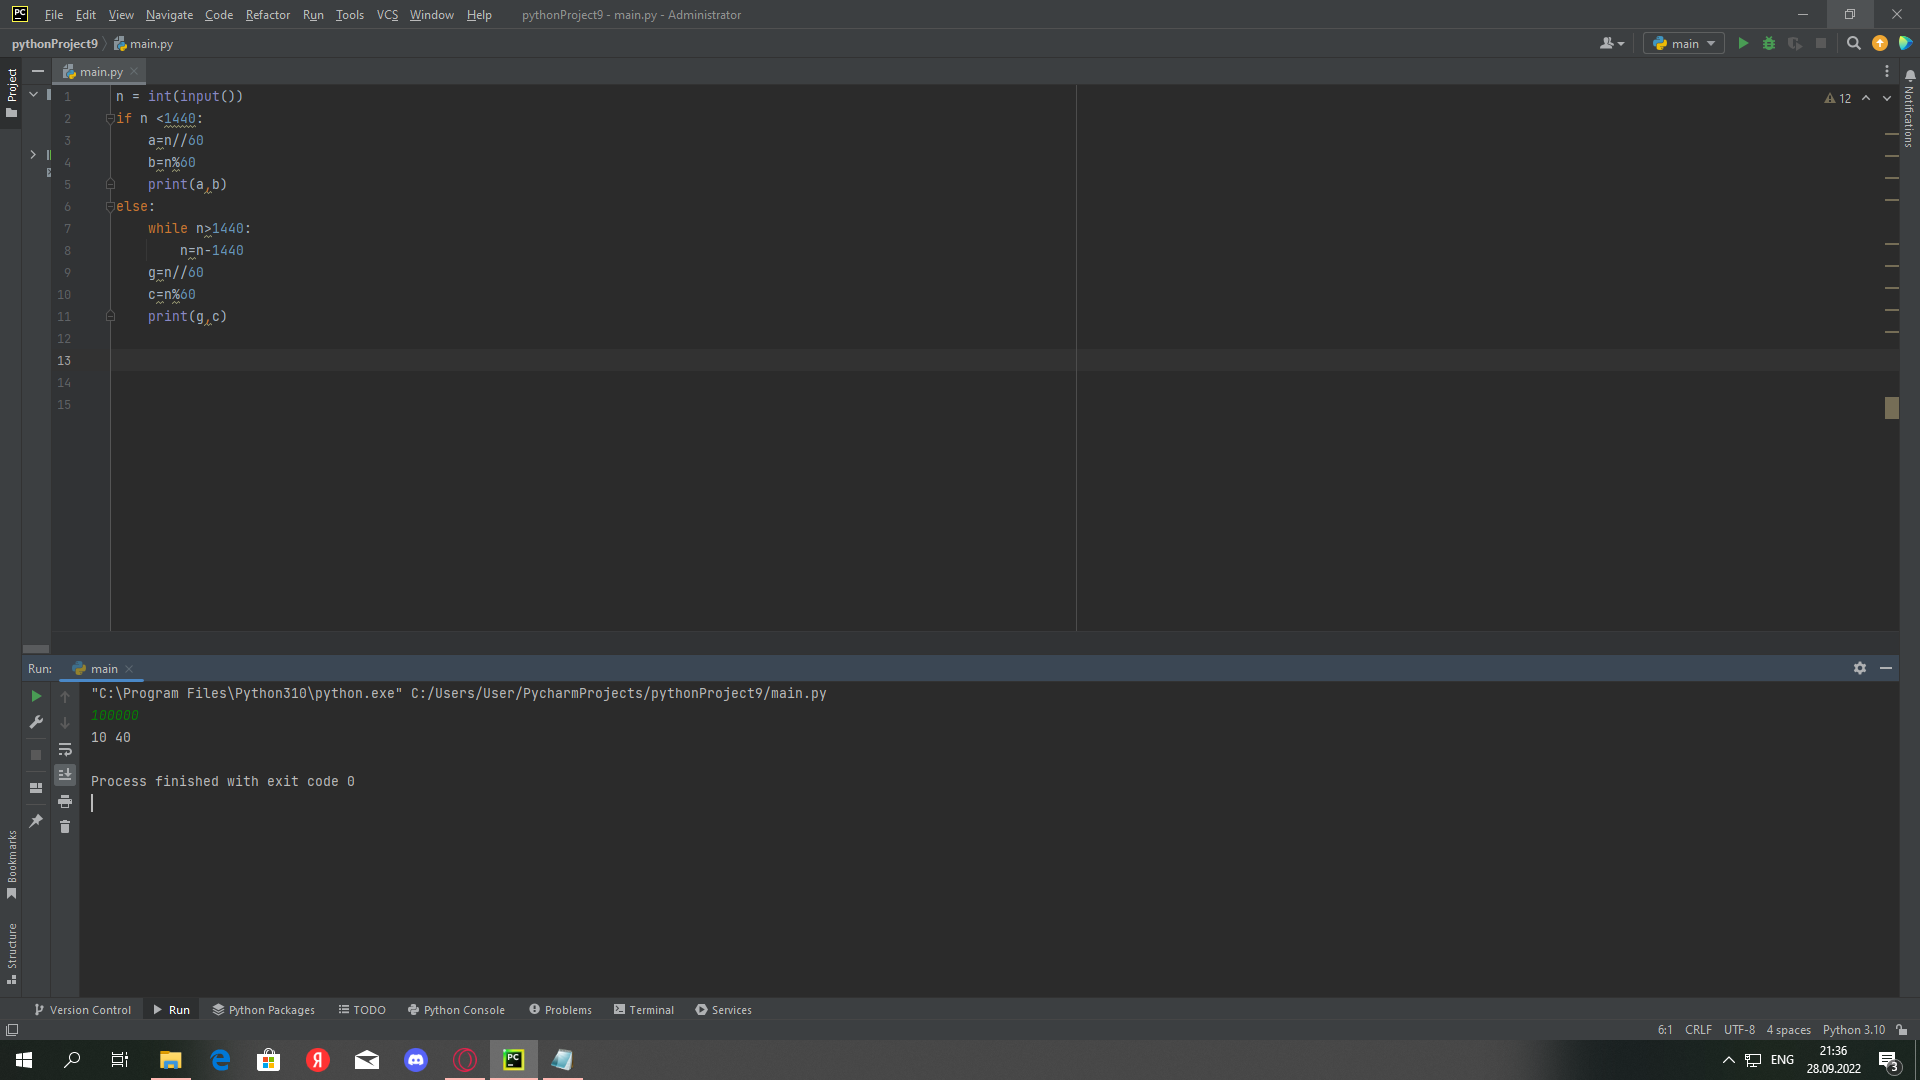 PC File Edit View Navigate Code Refactor Run Tools VCS Window Help pythonProject9 - main.py - Administrator
pythonProject9 main.py main
Project
main.py
Notifications
12
1 n = int(input())
2 if n <1440:
3 a=n//60
4 b=n%60
5 print(a,b)
6 else:
7 while n>1440:
8 n=n-1440
9 g=n//60
10 c=n%60
11 print(g,c)
12
13
14
15
Run: main
"C:\Program Files\Python310\python.exe" C:/Users/User/PycharmProjects/pythonProject9/main.py
100000
10 40
Process finished with exit code 0
Bookmarks
Structure
Version Control Run Python Packages TODO Python Console Problems Terminal Services
6:1 CRLF UTF-8 4 spaces Python 3.10
Я PC ENG 21:36
28.09.2022 3